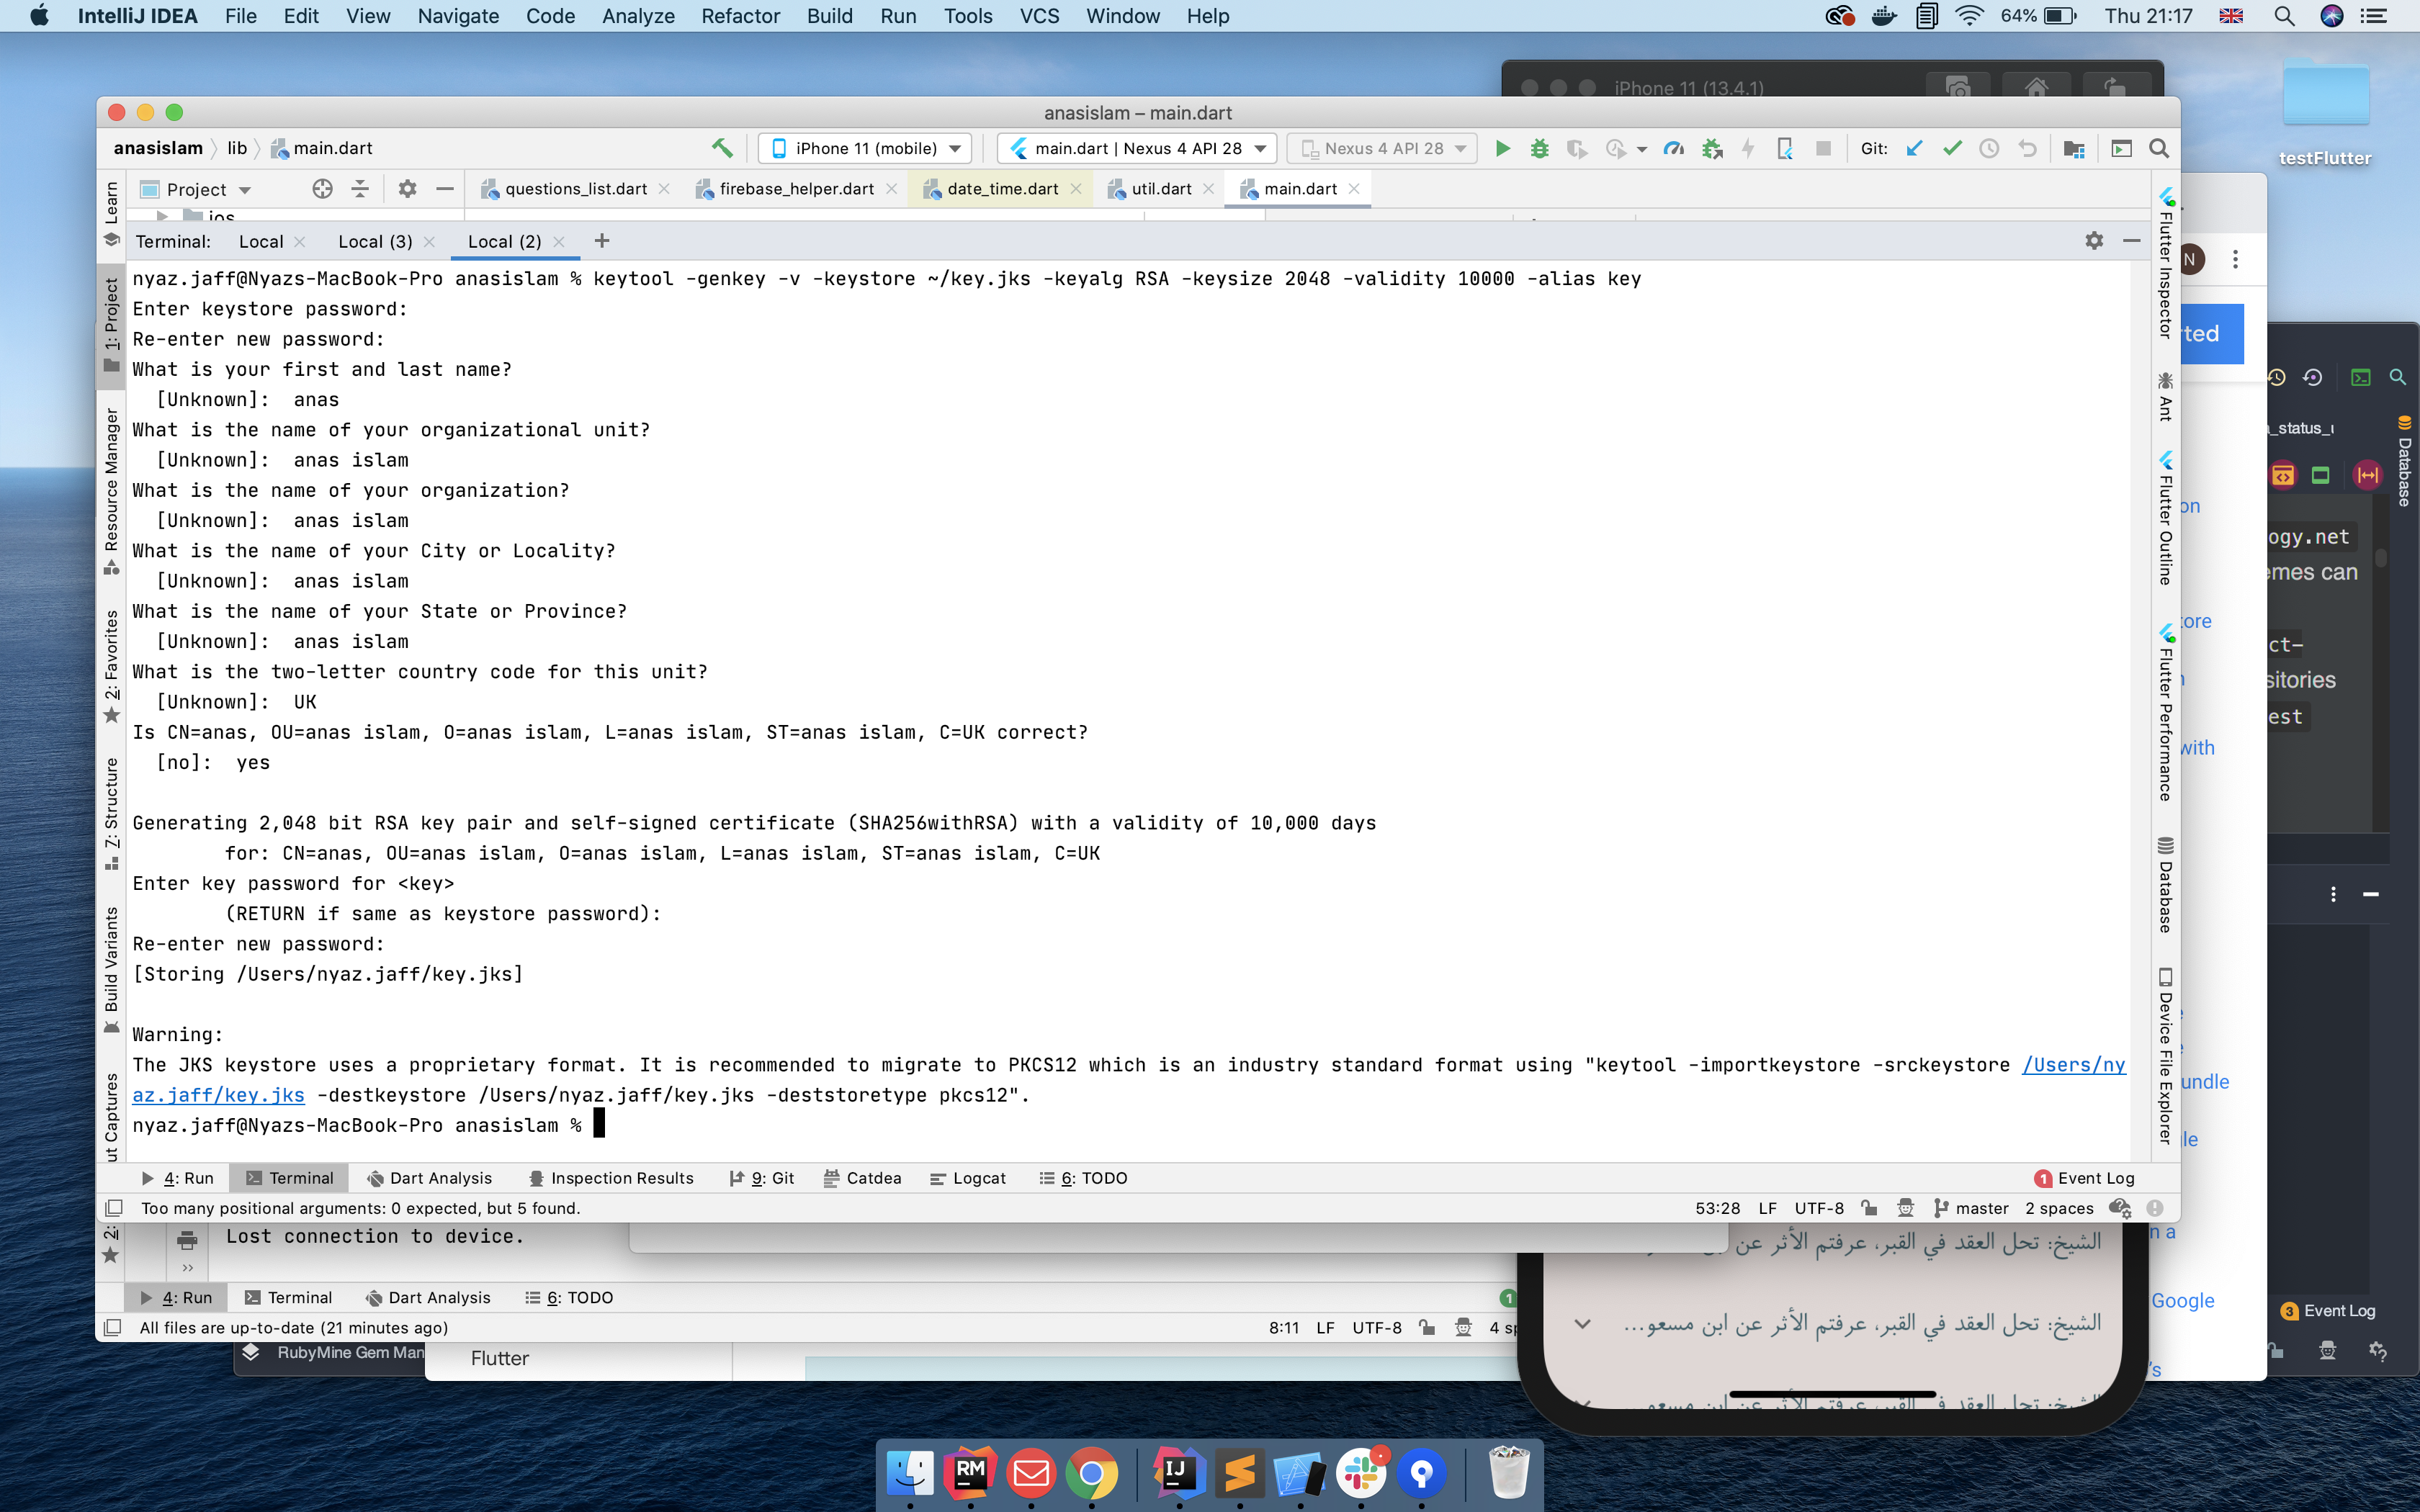 IntelliJ IDEA File Edit View Navigate Code Analyze Refactor Build Run Tools VCS Window Help 64% Thu 21:17
iPhone 11 (13.4.1)
testFlutter
anasislam – main.dart
anasislam lib main.dart iPhone 11 (mobile) main.dart | Nexus 4 API 28 Nexus 4 API 28 Git:
Project questions_list.dart firebase_helper.dart date_time.dart util.dart main.dart
ios
Terminal: Local Local (3) Local (2)
nyaz.jaff@Nyazs-MacBook-Pro anasislam % keytool -genkey -v -keystore ~/key.jks -keyalg RSA -keysize 2048 -validity 10000 -alias key
Enter keystore password:
Re-enter new password:
What is your first and last name?
[Unknown]: anas
What is the name of your organizational unit?
[Unknown]: anas islam
What is the name of your organization?
[Unknown]: anas islam
What is the name of your City or Locality?
[Unknown]: anas islam
What is the name of your State or Province?
[Unknown]: anas islam
What is the two-letter country code for this unit?
[Unknown]: UK
Is CN=anas, OU=anas islam, O=anas islam, L=anas islam, ST=anas islam, C=UK correct?
[no]: yes
Generating 2,048 bit RSA key pair and self-signed certificate (SHA256withRSA) with a validity of 10,000 days
for: CN=anas, OU=anas islam, O=anas islam, L=anas islam, ST=anas islam, C=UK
Enter key password for <key>
(RETURN if same as keystore password):
Re-enter new password:
[Storing /Users/nyaz.jaff/key.jks]
Warning:
The JKS keystore uses a proprietary format. It is recommended to migrate to PKCS12 which is an industry standard format using "keytool -importkeystore -srckeystore /Users/ny
az.jaff/key.jks -destkeystore /Users/nyaz.jaff/key.jks -deststoretype pkcs12".
nyaz.jaff@Nyazs-MacBook-Pro anasislam %
Learn
1: Project
Resource Manager
2: Favorites
7: Structure
Build Variants
ut Captures
Flutter Inspector
Ant
Flutter Outline
Flutter Performance
Database
Device File Explorer
N
rted
on
ore
with
undle
le
n a
Google
's
_status_
Database
ogy.net
emes can
ct-
sitories
est
3 Event Log
4: Run Terminal Dart Analysis Inspection Results 9: Git Catdea Logcat 6: TODO 1 Event Log
Too many positional arguments: 0 expected, but 5 found. 53:28 LF UTF-8 master 2 spaces
2:
Lost connection to device.
4: Run Terminal Dart Analysis 6: TODO 1
All files are up-to-date (21 minutes ago) 8:11 LF UTF-8 4 sp
RubyMine Gem Man
Flutter
الشيخ: تحل العقد في القبر، عرفتم الأثر عن ابن
الشيخ: تحل العقد في القبر، عرفتم الأثر عن ابن مسعو...
الشيخ: تحل العقد في القبر، عرفتم الأثر عن ابن مسعو...
RM
IJ